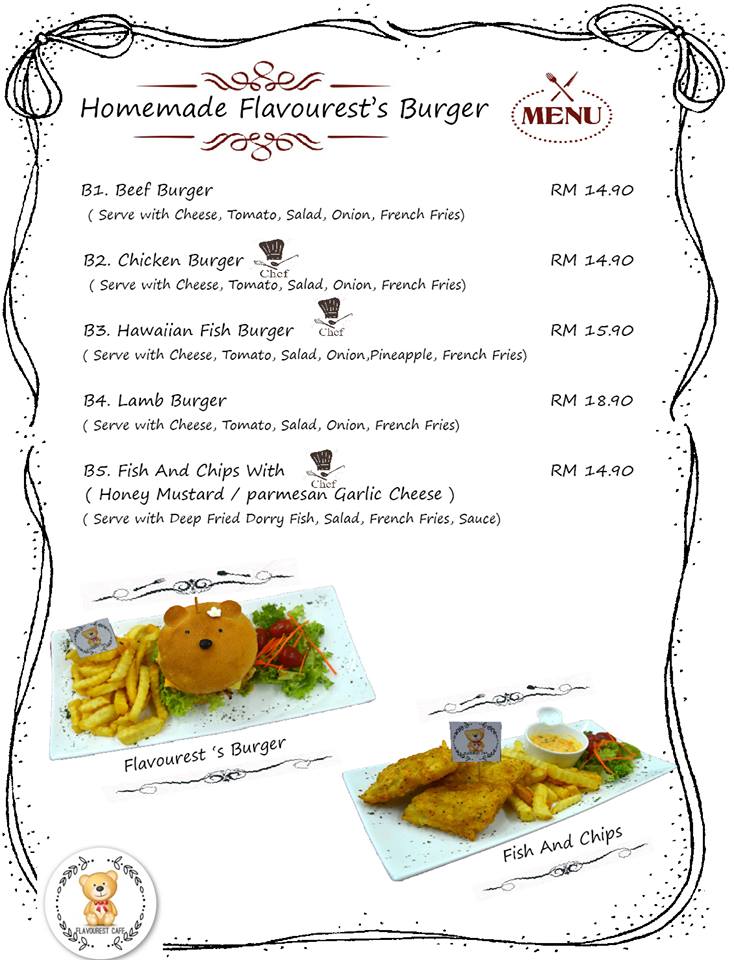 Homemade Flavourest's Burger
MENU
B1. Beef Burger RM 14.90
( Serve with Cheese, Tomato, Salad, Onion, French Fries)
B2. Chicken Burger Chef RM 14.90
( Serve with Cheese, Tomato, Salad, Onion, French Fries)
B3. Hawaiian Fish Burger Chef RM 15.90
( Serve with Cheese, Tomato, Salad, Onion,Pineapple, French Fries)
B4. Lamb Burger RM 18.90
( Serve with Cheese, Tomato, Salad, Onion, French Fries)
B5. Fish And Chips With Chef RM 14.90
( Honey Mustard / parmesan Garlic Cheese )
( Serve with Deep Fried Dorry Fish, Salad, French Fries, Sauce)
Flavourest 's Burger
Fish And Chips
FLAVOUREST CAFE